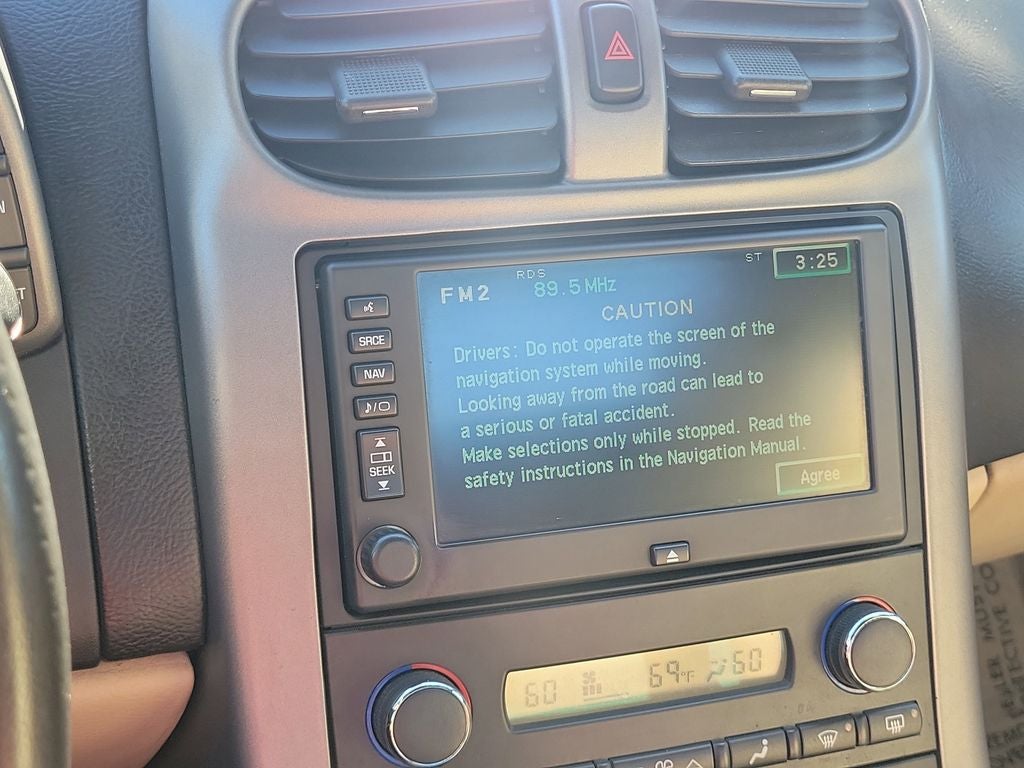 ST
3:25
RDS
FM2
89.5 MHz
CAUTION
Drivers: Do not operate the screen of the
navigation system while moving.
Looking away from the road can lead to
a serious or fatal accident.
Make selections only while stopped. Read the
safety instructions in the Navigation Manual.
Agree
SRCE
NAV
SEEK
60
69°F
60
DEALER MUST